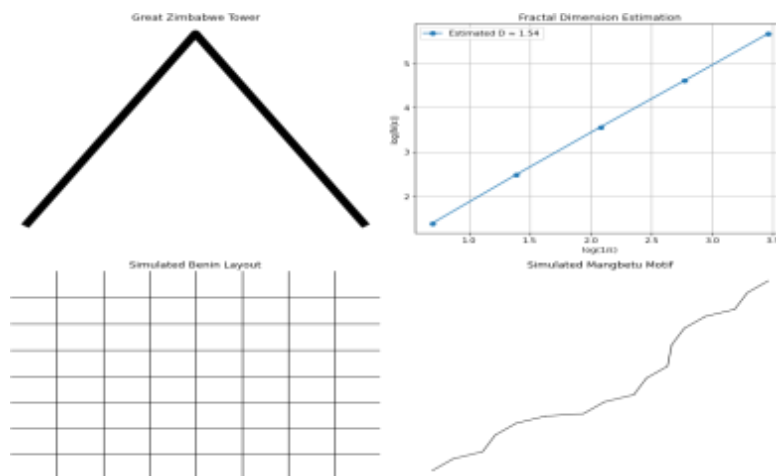 Great Zimbabwe Tower
Fractal Dimension Estimation
Estimated D = 1.54
5
4
3
2
log(N(s))
1.0 1.5 2.0 2.5 3.0 3.5
log(1/s)
Simulated Benin Layout
Simulated Mangbetu Motif